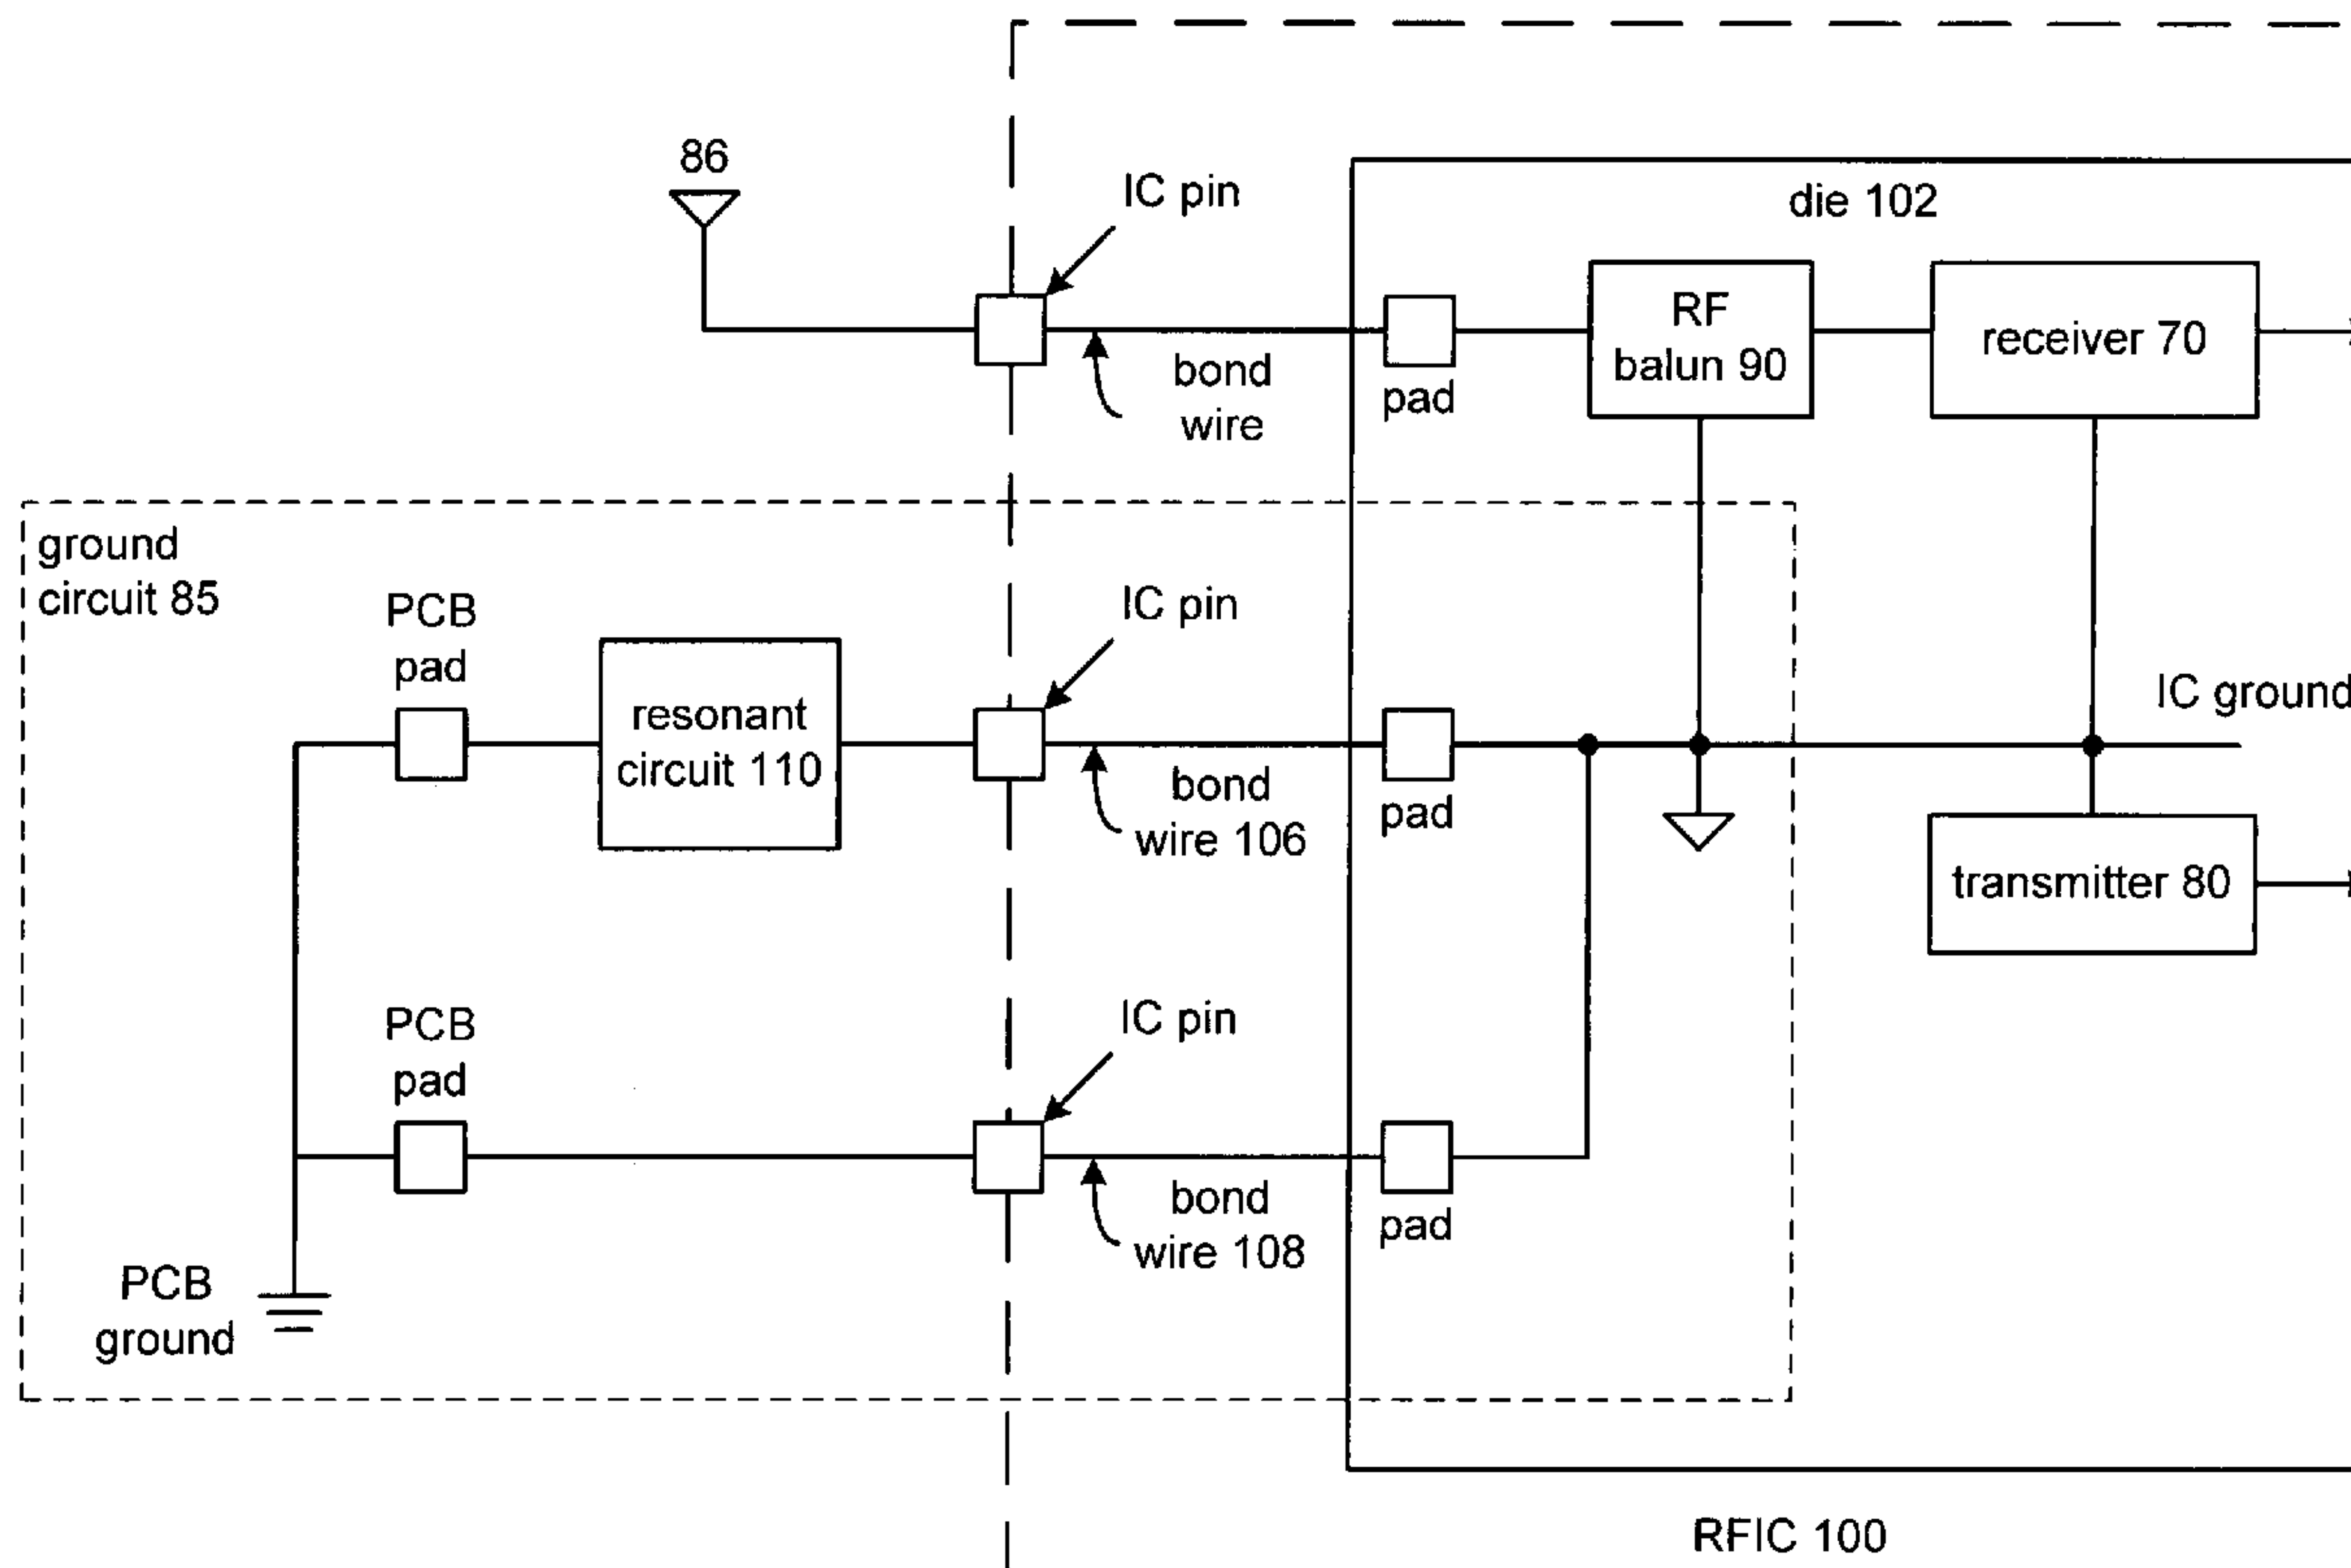 86
IC pin
die 102
RF
balun 90
receiver 70
bond
wire
pad
ground
circuit 85
PCB
pad
IC pin
resonant
circuit 110
IC ground
bond
wire 106
pad
transmitter 80
PCB
pad
IC pin
bond
wire 108
pad
PCB
ground
RFIC 100